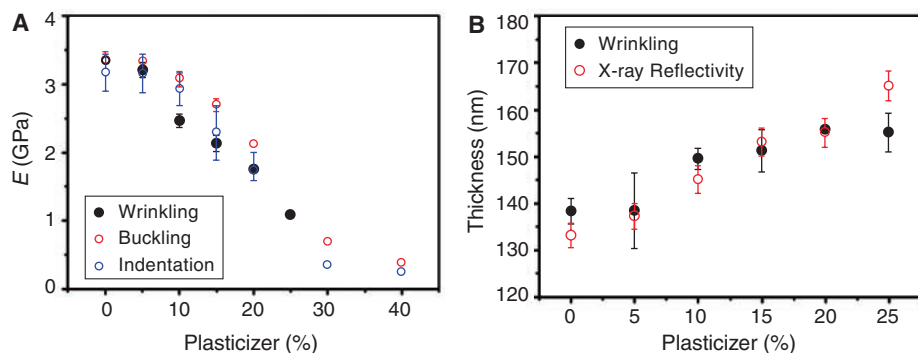 A
4
3
2
1
0
E (GPa)
Wrinkling
Buckling
Indentation
0 10 20 30 40
Plasticizer (%)
B
180
170
160
150
140
130
120
Thickness (nm)
Wrinkling
X-ray Reflectivity
0 5 10 15 20 25
Plasticizer (%)